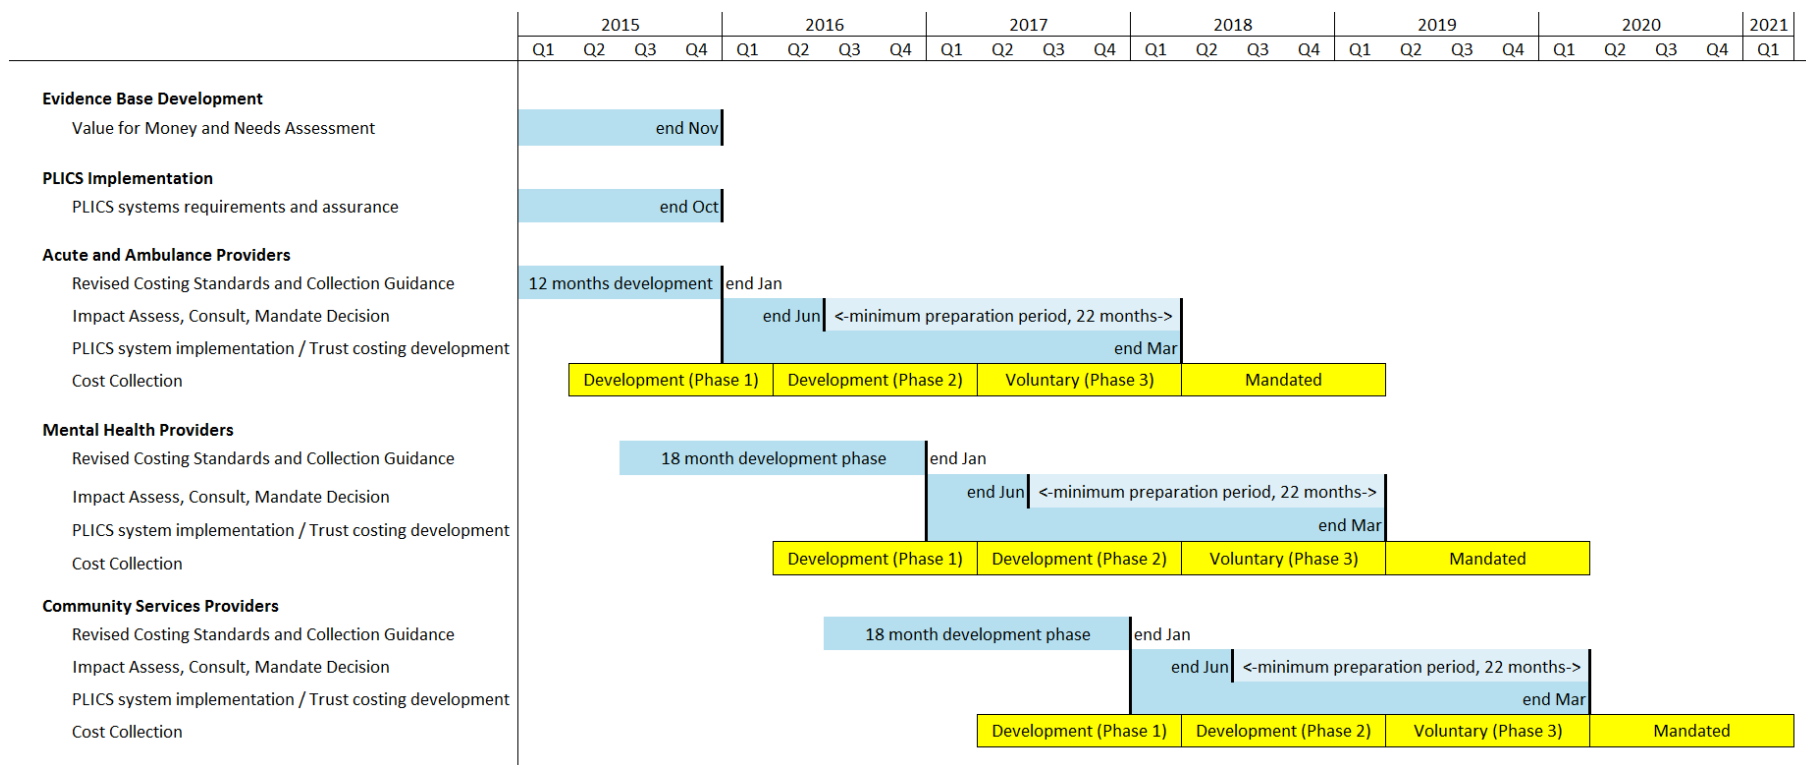 2015 2016 2017 2018 2019 2020 2021
Q1 Q2 Q3 Q4 Q1 Q2 Q3 Q4 Q1 Q2 Q3 Q4 Q1 Q2 Q3 Q4 Q1 Q2 Q3 Q4 Q1 Q2 Q3 Q4 Q1
Evidence Base Development
Value for Money and Needs Assessment end Nov
PLICS Implementation
PLICS systems requirements and assurance end Oct
Acute and Ambulance Providers
Revised Costing Standards and Collection Guidance 12 months development end Jan
Impact Assess, Consult, Mandate Decision end Jun <-minimum preparation period, 22 months->
PLICS system implementation / Trust costing development end Mar
Cost Collection Development (Phase 1) Development (Phase 2) Voluntary (Phase 3) Mandated
Mental Health Providers
Revised Costing Standards and Collection Guidance 18 month development phase end Jan
Impact Assess, Consult, Mandate Decision end Jun <-minimum preparation period, 22 months->
PLICS system implementation / Trust costing development end Mar
Cost Collection Development (Phase 1) Development (Phase 2) Voluntary (Phase 3) Mandated
Community Services Providers
Revised Costing Standards and Collection Guidance 18 month development phase end Jan
Impact Assess, Consult, Mandate Decision end Jun <-minimum preparation period, 22 months->
PLICS system implementation / Trust costing development end Mar
Cost Collection Development (Phase 1) Development (Phase 2) Voluntary (Phase 3) Mandated